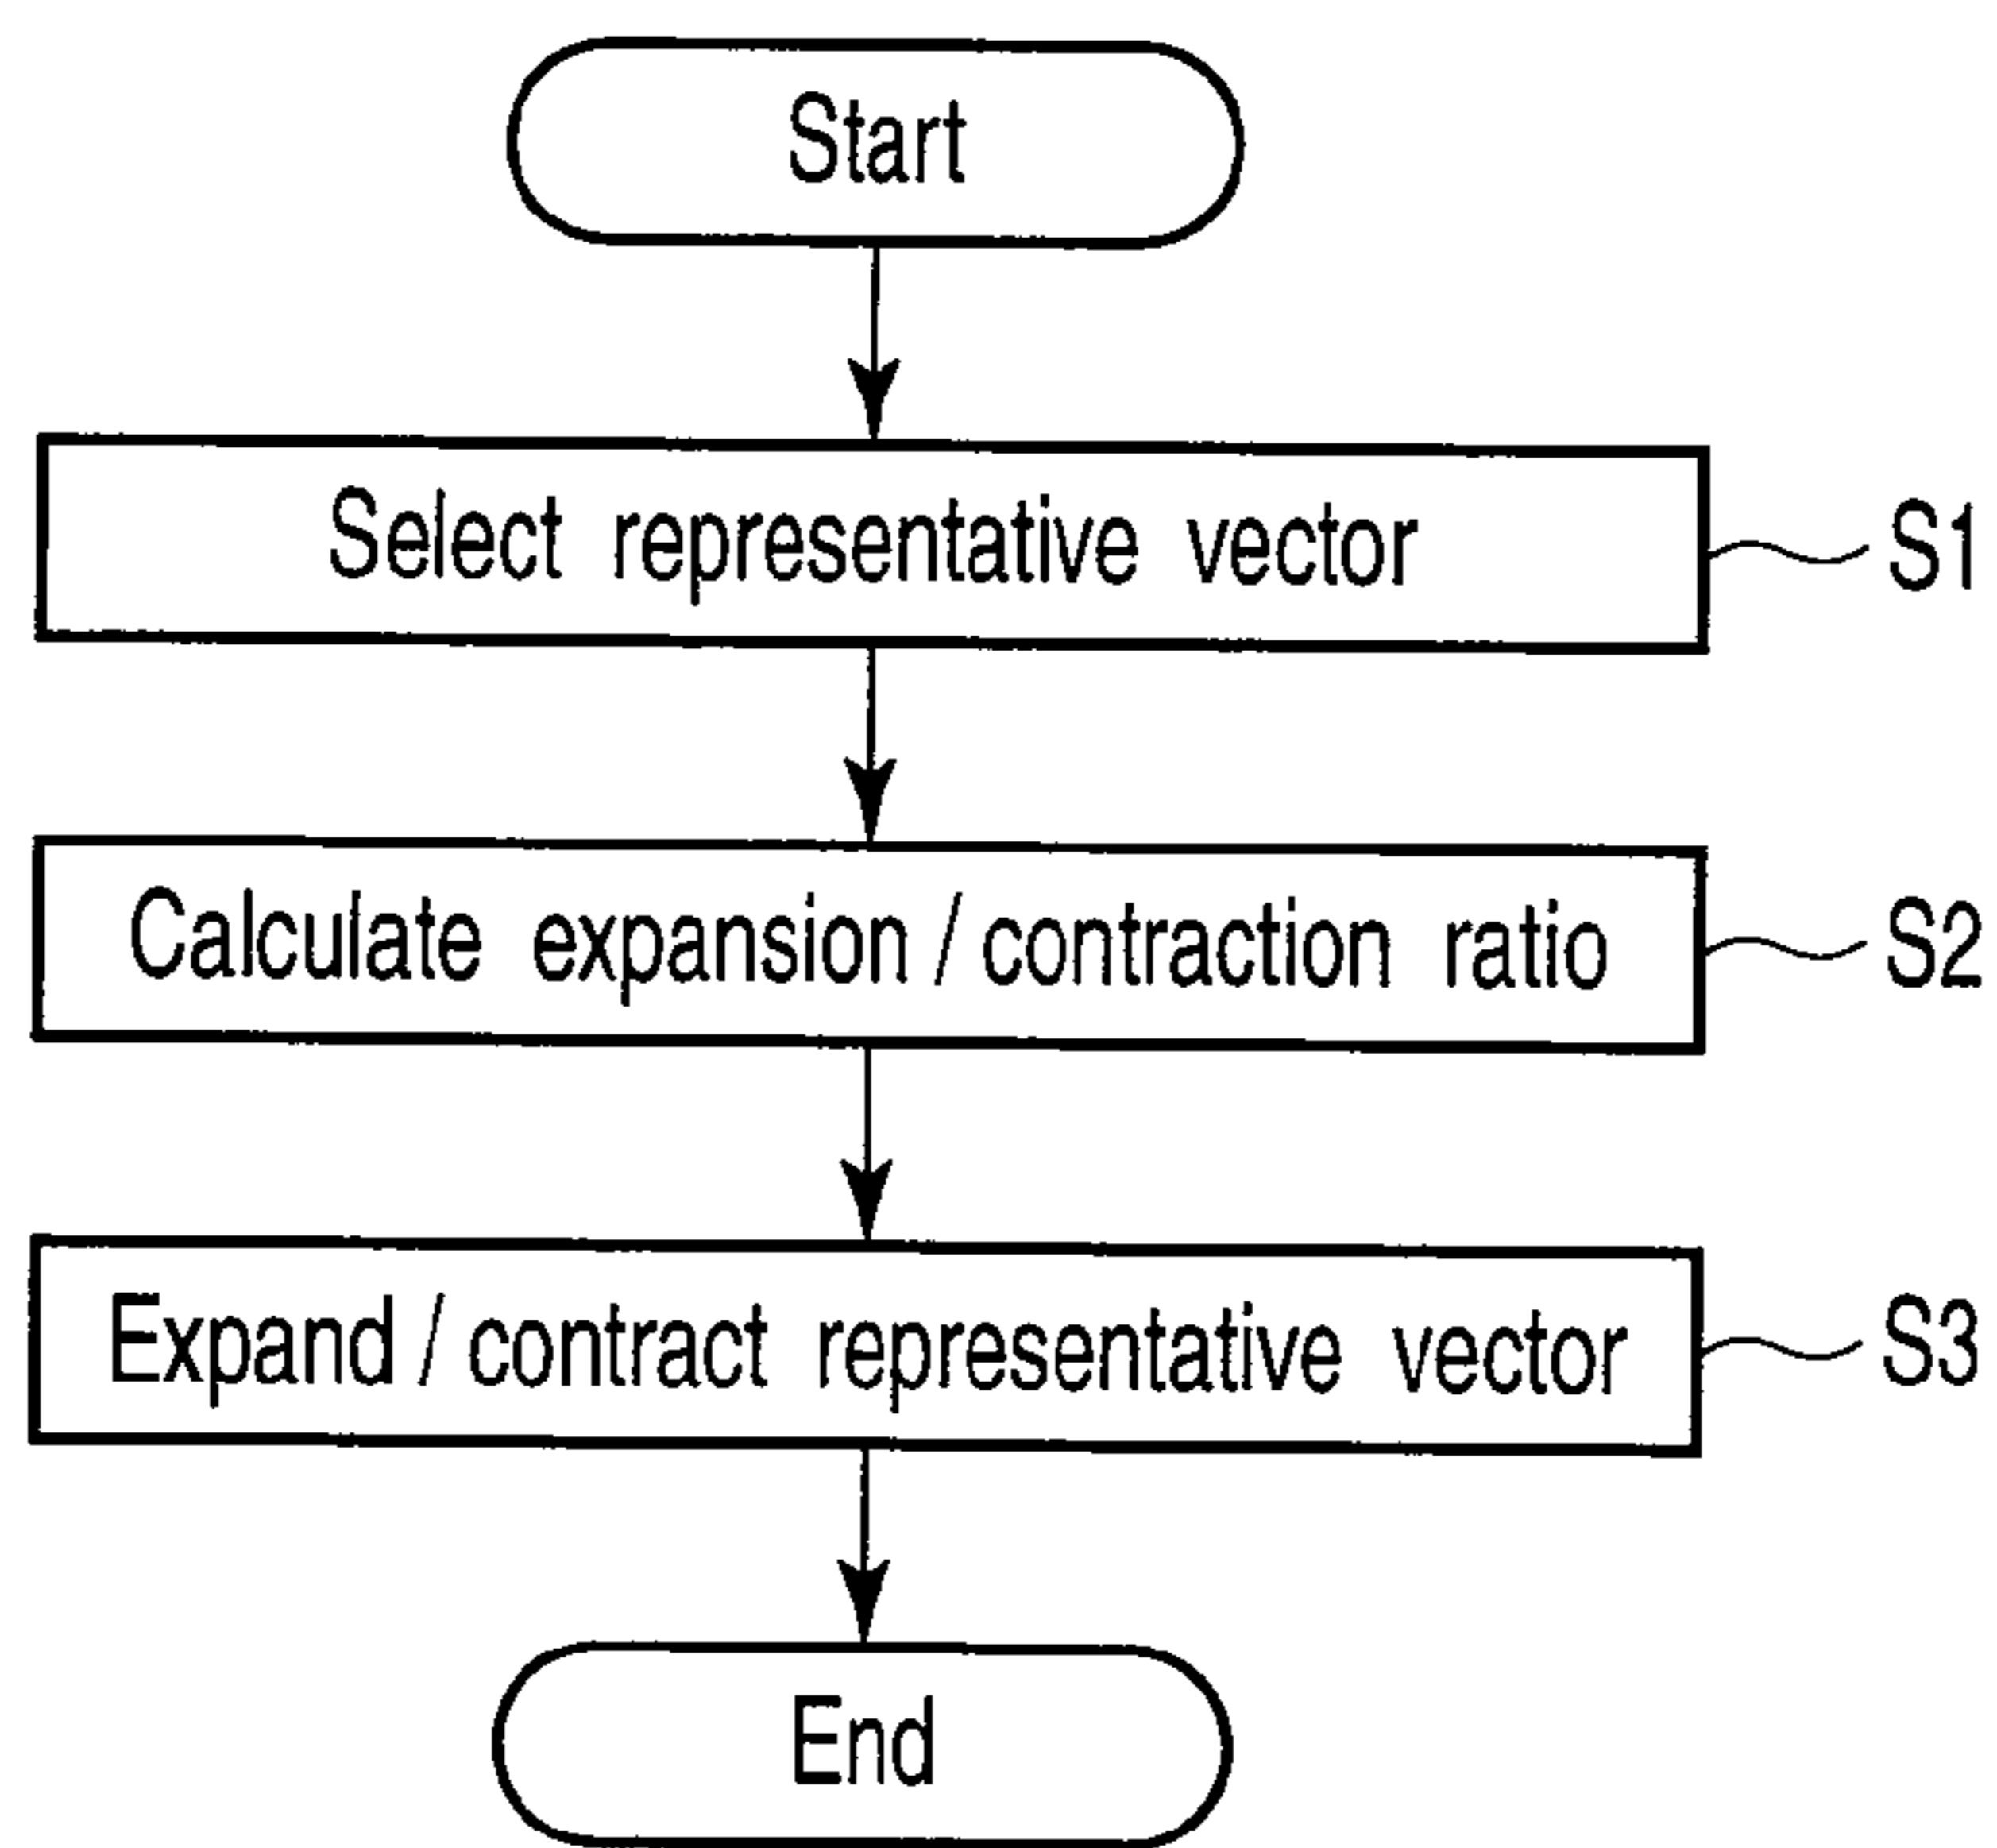 Start
Select representative vector
S1
Calculate expansion / contraction ratio
S2
Expand / contract representative vector
S3
End